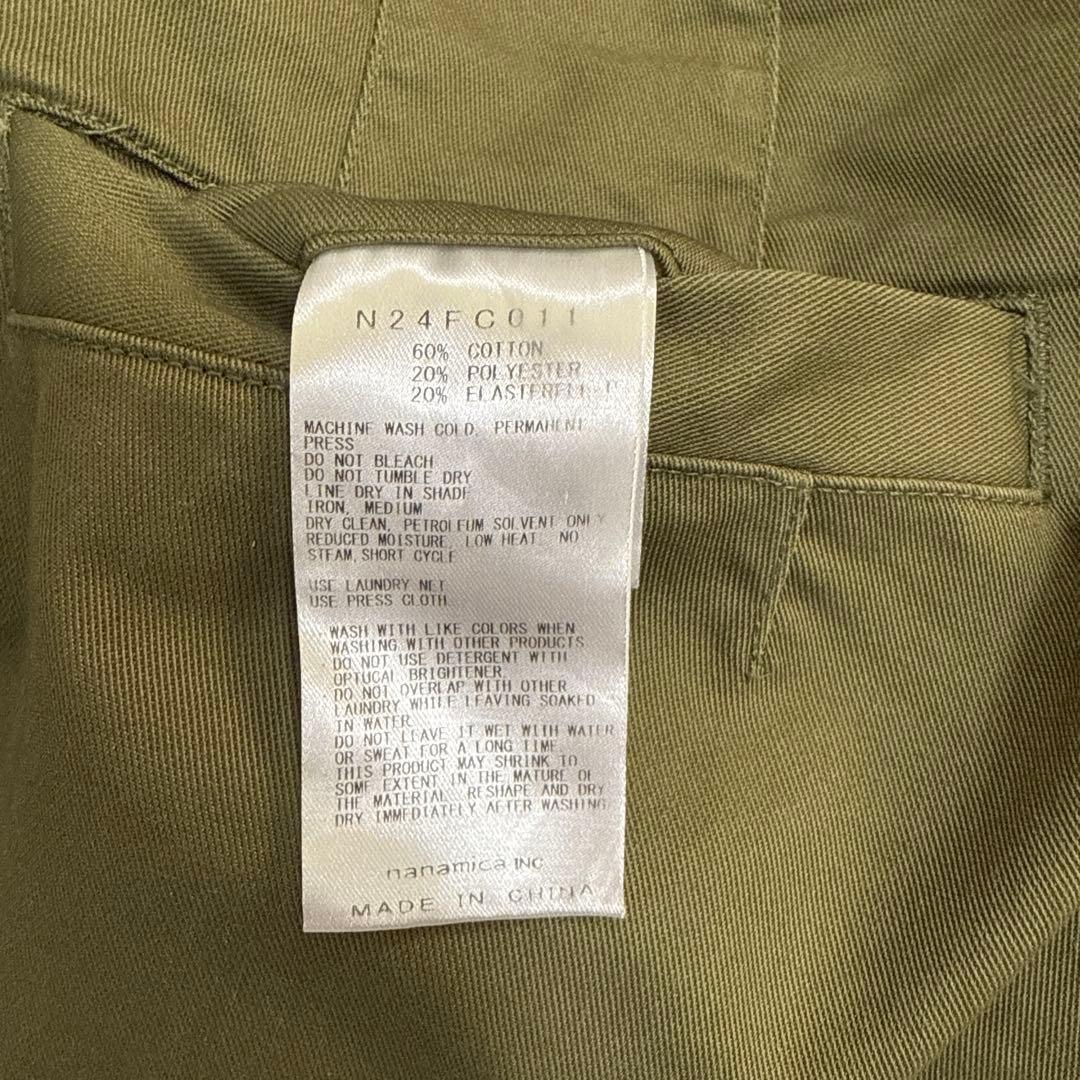 N24FC011
60% COTTON
20% POLYESTER
20%
MACHINE WASH COLD, PERMANENT
PRESS
DO NOT BLEACH
DO NOT TUMBLE DRY
LINE DRY IN SHADE
IRON, MEDIUM
DRY CLEAN, PETROLEUM SOLVENT ONLY
REDUCED MOISTURE, LOW HEAT, NO
STEAM, SHORT CYCLE
USE LAUNDRY NET
USE PRESS CLOTH
WASH WITH LIKE COLORS WHEN
WASHING WITH OTHER PRODUCTS
DO NOT USE DETERGENT WITH
OPTUCAL BRIGHTENER.
DO NOT OVERLAP WITH OTHER
LAUNDRY WHILE LEAVING SOAKED
IN WATER
DO NOT LEAVE IT WET WITH WATER
OR SWEAT FOR A LONG TIME.
THIS PRODUCT MAY SHRINK TO
SOME EXTENT IN THE MATURE OF
THE MATERIAL. RESHAPE AND DRY
DRY IMMEDIATELY AFTER WASHING
nanamica INC
MADE IN CHINA